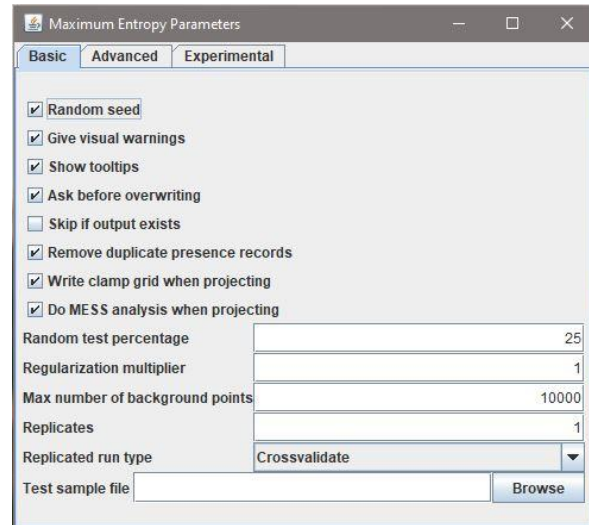 Maximum Entropy Parameters
Basic Advanced Experimental
Random seed
Give visual warnings
Show tooltips
Ask before overwriting
Skip if output exists
Remove duplicate presence records
Write clamp grid when projecting
Do MESS analysis when projecting
Random test percentage 25
Regularization multiplier 1
Max number of background points 10000
Replicates 1
Replicated run type Crossvalidate
Test sample file Browse